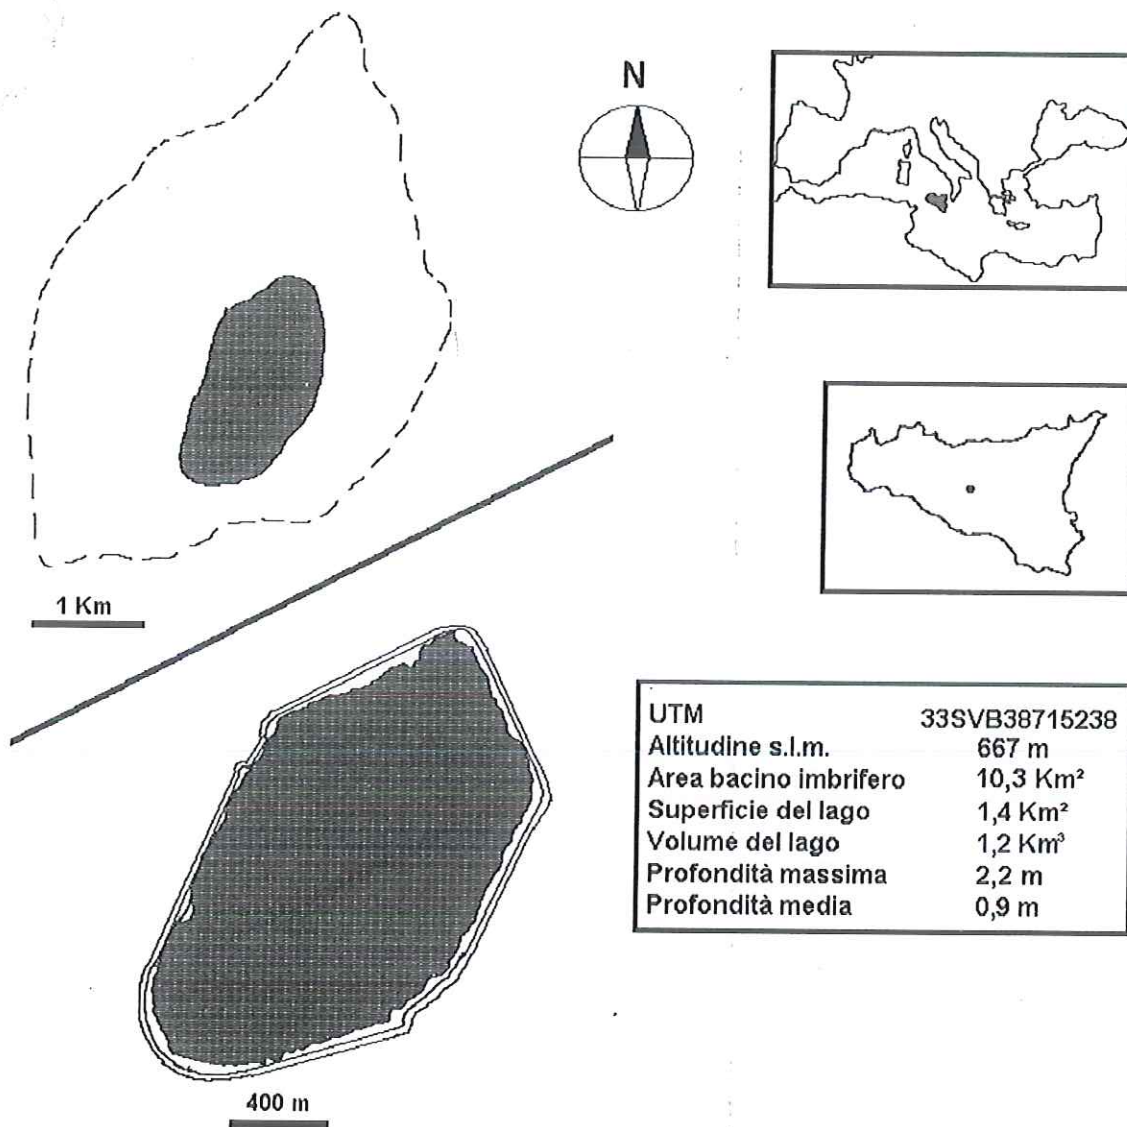 N
1 Km
UTM 33SVB38715238
Altitudine s.l.m. 667 m
Area bacino imbrifero 10,3 Km²
Superficie del lago 1,4 Km²
Volume del lago 1,2 Km³
Profondità massima 2,2 m
Profondità media 0,9 m
400 m